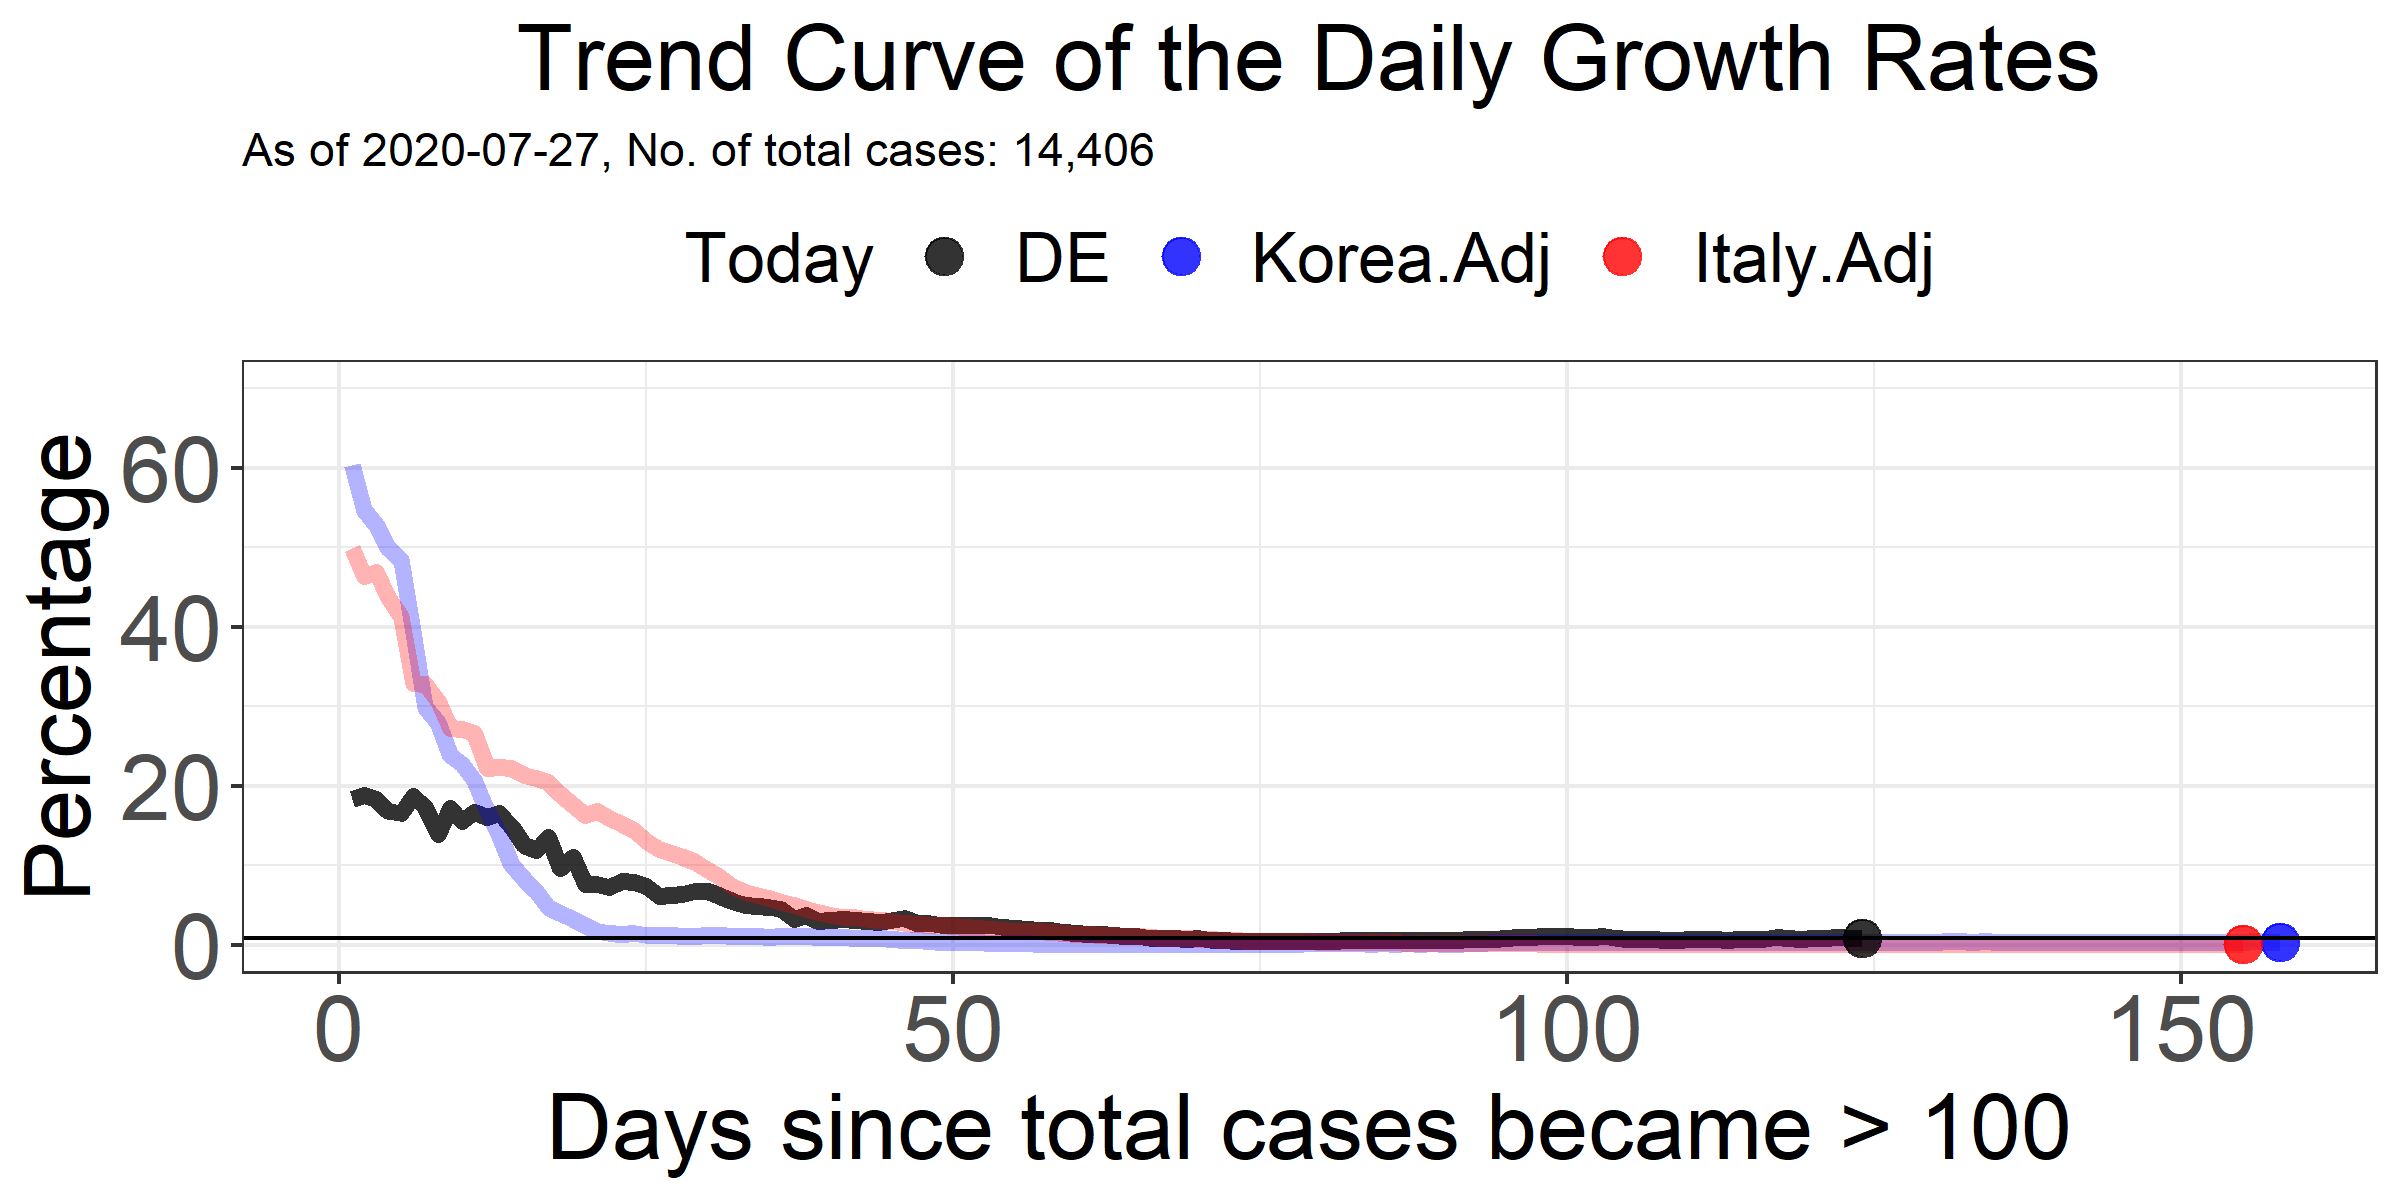 Trend Curve of the Daily Growth Rates
As of 2020-07-27, No. of total cases: 14,406
Today DE Korea.Adj Italy.Adj
Percentage
60
40
20
0
0 50 100 150
Days since total cases became > 100